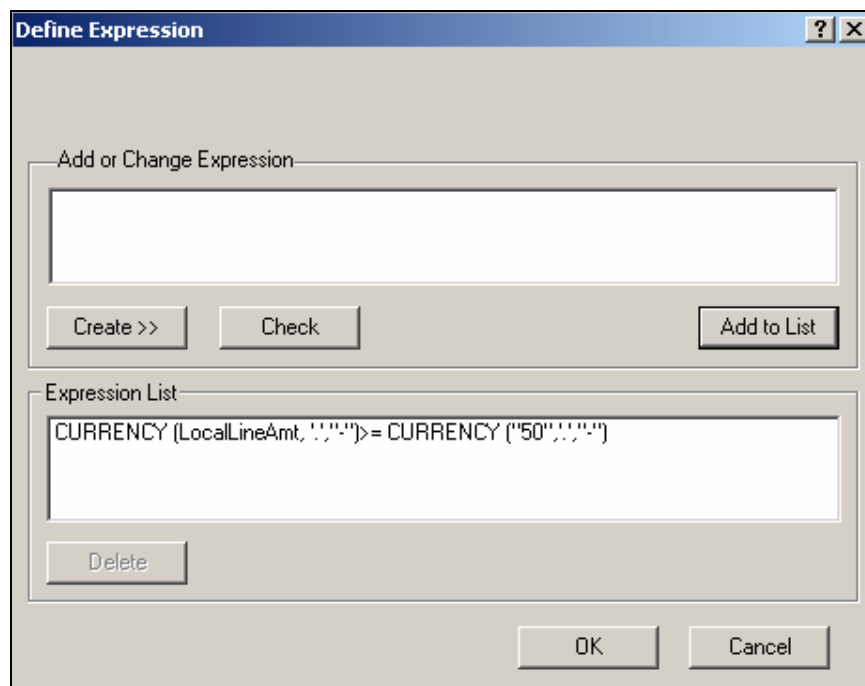 Define Expression
Add or Change Expression
Create >>
Check
Add to List
Expression List
CURRENCY (LocalLineAmt, '.',"-")>= CURRENCY ("50",'.',"-")
Delete
OK
Cancel